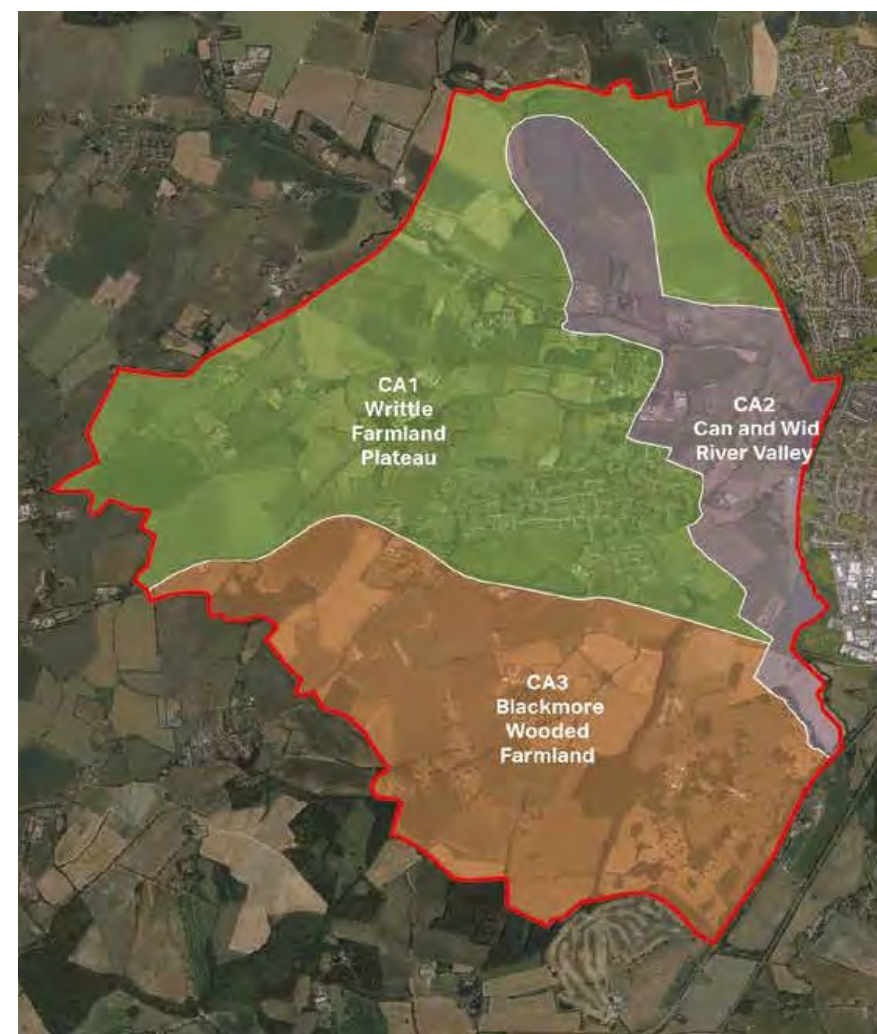 CA1
Writtle
Farmland
Plateau
CA2
Can and Wid
River Valley
CA3
Blackmore
Wooded
Farmland